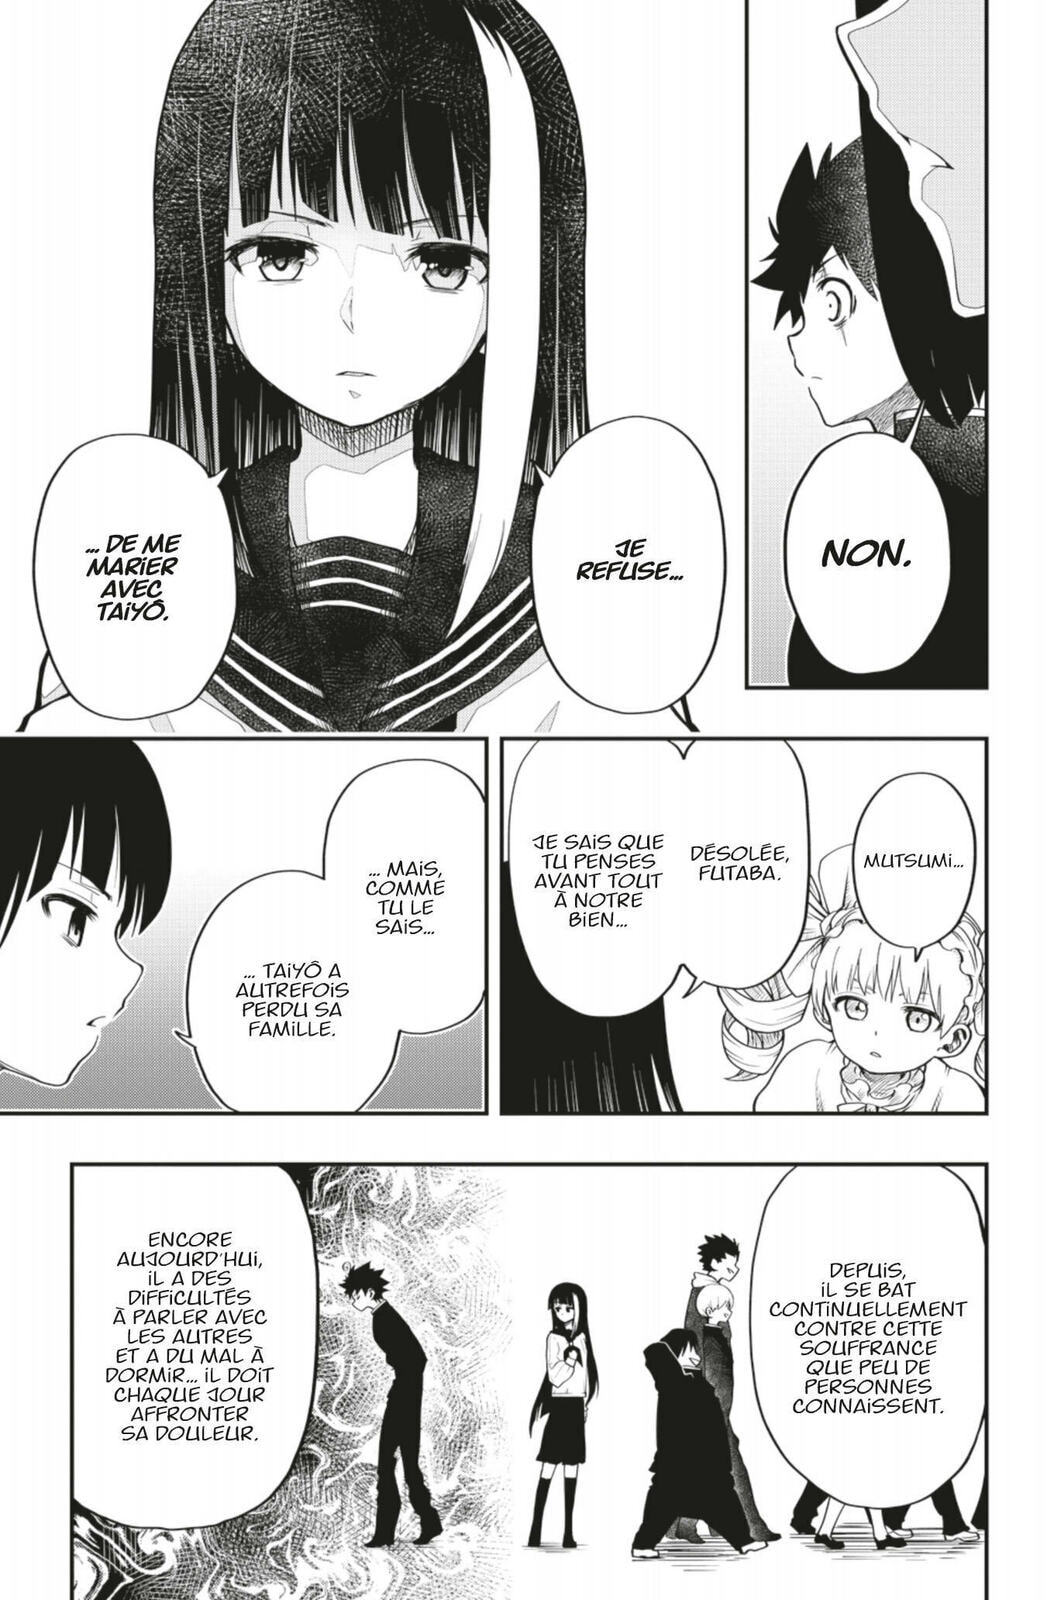 NON.
JE
REFUSE...
... DE ME
MARIER
AVEC
TAIYÔ.
MUTSUMI...
DÉSOLÉE,
FUTABA.
JE SAIS QUE
TU PENSES
AVANT TOUT
À NOTRE
BIEN...
... MAIS,
COMME
TU LE
SAIS...
... TAIYÔ A
AUTREFOIS
PERDU SA
FAMILLE.
DEPUIS,
IL SE BAT
CONTINUELLEMENT
CONTRE CETTE
SOUFFRANCE
QUE PEU DE
PERSONNES
CONNAISSENT.
ENCORE
AUJOURD'HUI,
IL A DES
DIFFICULTÉS
À PARLER AVEC
LES AUTRES
ET A DU MAL À
DORMIR... IL DOIT
CHAQUE JOUR
AFFRONTER
SA DOULEUR.